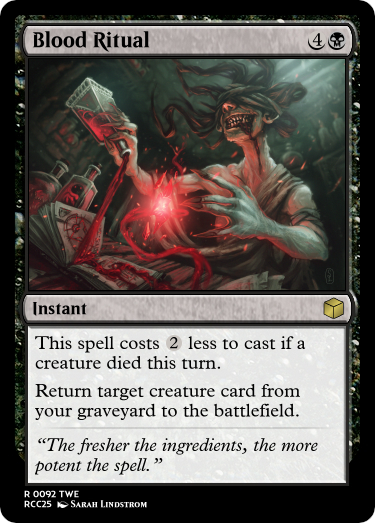 Blood Ritual 4
Instant
This spell costs 2 less to cast if a
creature died this turn.
Return target creature card from
your graveyard to the battlefield.
“The fresher the ingredients, the more
potent the spell.”
R 0092 TWE
RCC25 Sarah Lindstrom